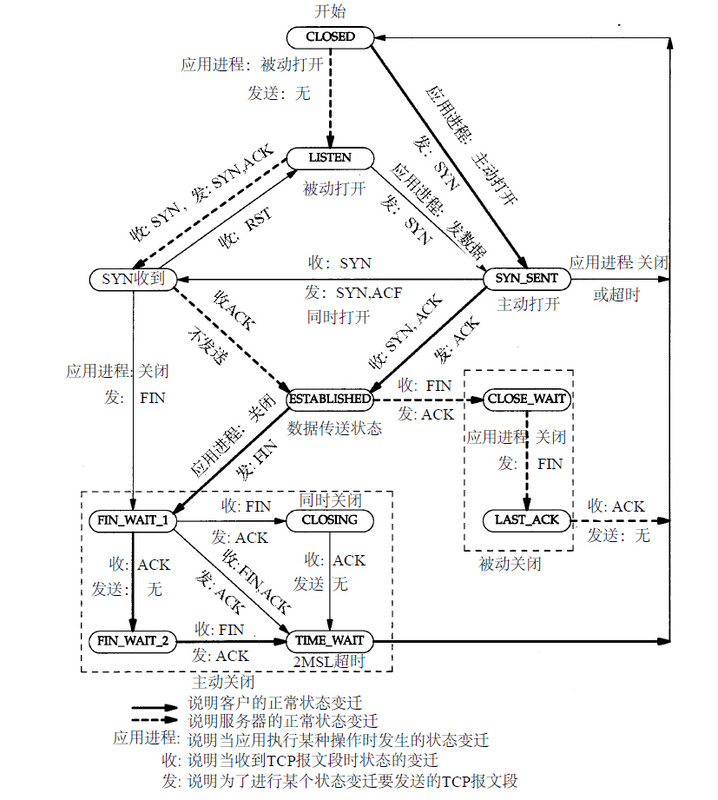 开始
CLOSED
应用进程：被动打开
发送：无
应用进程：主动打开
发：SYN
LISTEN
被动打开
收: SYN，发: SYN,ACK
收：RST
应用进程：发数据
发：SYN
SYN收到
收：SYN
发：SYN,ACF
同时打开
SYN_SENT
主动打开
应用进程 关闭
或超时
收ACK
不发送
收: SYN, ACK
发: ACK
应用进程: 关闭
发： FIN
ESTABLISHED
数据传送状态
收：FIN
发: ACK
CLOSE_WAIT
应用进程 关闭
发： FIN
应用进程：关闭
发: FIN
LAST_ACK
收: ACK
发送：无
被动关闭
FIN_WAIT_1
收: FIN
发: ACK
同时关闭
CLOSING
收: ACK
发送： 无
收: FIN,ACK
发: ACK
收: ACK
发送 无
FIN_WAIT_2
收: FIN
发: ACK
TIME_WAIT
2MSL超时
主动关闭
说明客户的正常状态变迁
说明服务器的正常状态变迁
应用进程: 说明当应用执行某种操作时发生的状态变迁
收: 说明当收到TCP报文段时状态的变迁
发: 说明为了进行某个状态变迁要发送的TCP报文段